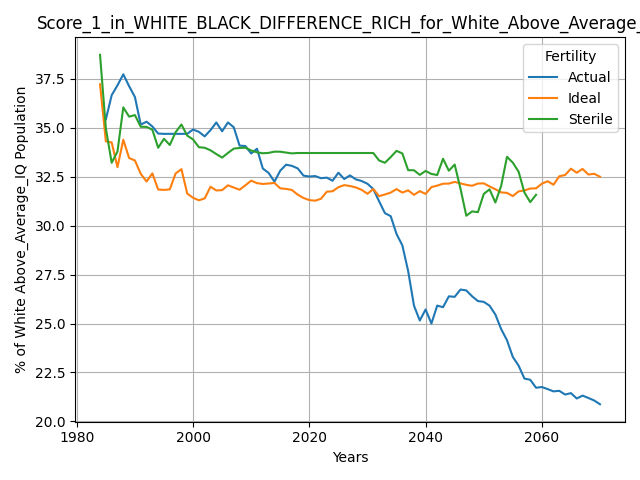 Score_1_in_WHITE_BLACK_DIFFERENCE_RICH_for_White_Above_Average_
% of White Above_Average_IQ Population
37.5
35.0
32.5
30.0
27.5
25.0
22.5
20.0
Fertility
Actual
Ideal
Sterile
1980
2000
2020
2040
2060
Years